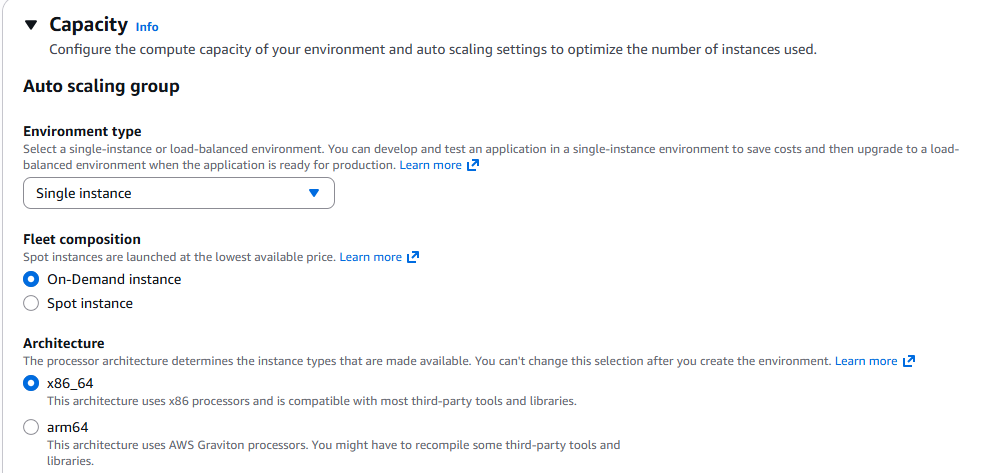 Capacity Info
Configure the compute capacity of your environment and auto scaling settings to optimize the number of instances used.
Auto scaling group
Environment type
Select a single-instance or load-balanced environment. You can develop and test an application in a single-instance environment to save costs and then upgrade to a load-
balanced environment when the application is ready for production. Learn more
Single instance
Fleet composition
Spot instances are launched at the lowest available price. Learn more
On-Demand instance
Spot instance
Architecture
The processor architecture determines the instance types that are made available. You can't change this selection after you create the environment. Learn more
x86_64
This architecture uses x86 processors and is compatible with most third-party tools and libraries.
arm64
This architecture uses AWS Graviton processors. You might have to recompile some third-party tools and
libraries.